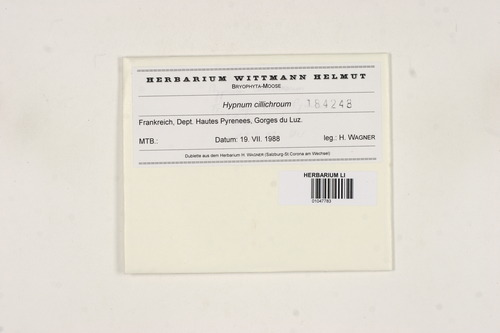 HERBARIUM WITTMANN HELMUT
BRYOPHYTA-MOOSE
Hypnum cillichroum 184248
Frankreich, Dept. Hautes Pyrenees, Gorges du Luz.
MTB.: Datum: 19. VII. 1988 leg.: H. WAGNER
Dublette aus dem Herbarium H. WAGNER (Salzburg-St.Corona am Wechsel)
HERBARIUM LI
01047783